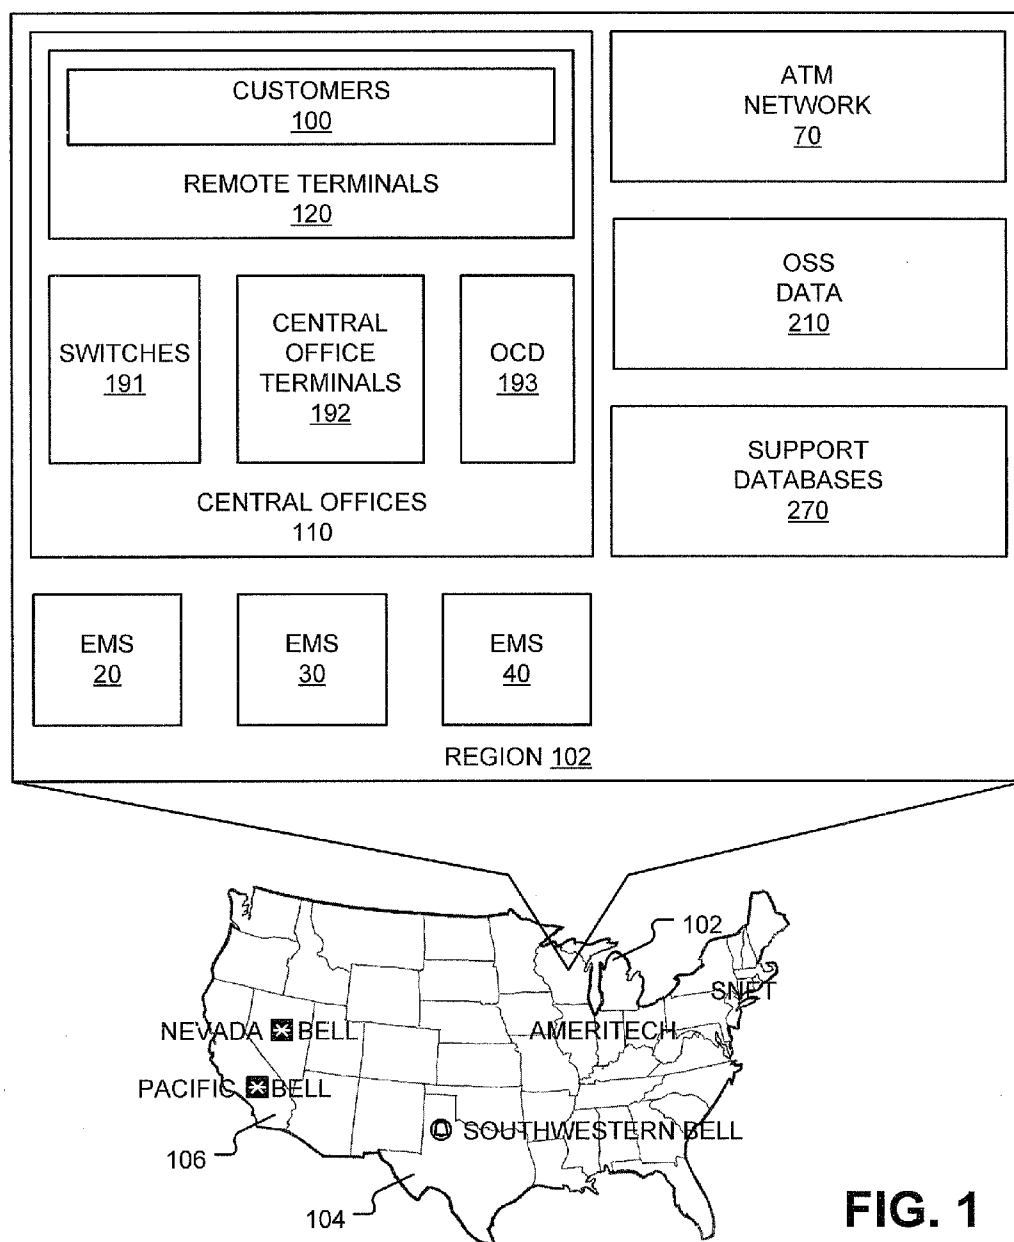 CUSTOMERS
100
REMOTE TERMINALS
120
SWITCHES
191
CENTRAL
OFFICE
TERMINALS
192
OCD
193
CENTRAL OFFICES
110
ATM
NETWORK
70
OSS
DATA
210
SUPPORT
DATABASES
270
EMS
20
EMS
30
EMS
40
REGION 102
102
SNET
NEVADA BELL
AMERITECH
PACIFIC BELL
SOUTHWESTERN BELL
106
104
FIG. 1